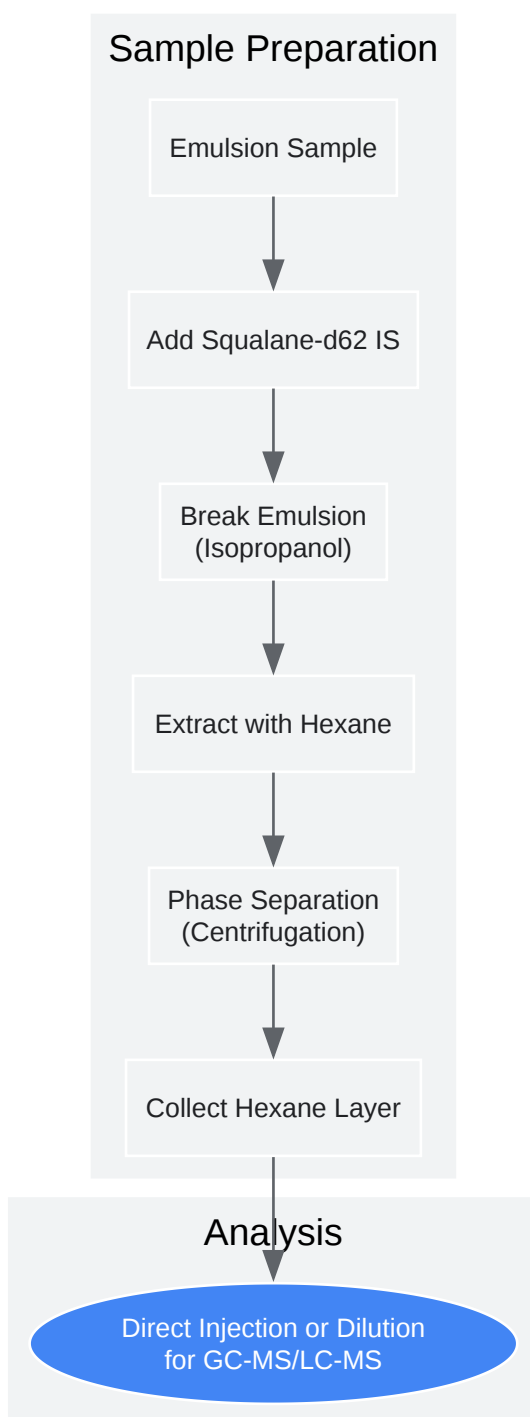 Sample Preparation
Emulsion Sample
Add Squalane-d62 IS
Break Emulsion
(Isopropanol)
Extract with Hexane
Phase Separation
(Centrifugation)
Collect Hexane Layer
Analysis
Direct Injection or Dilution
for GC-MS/LC-MS